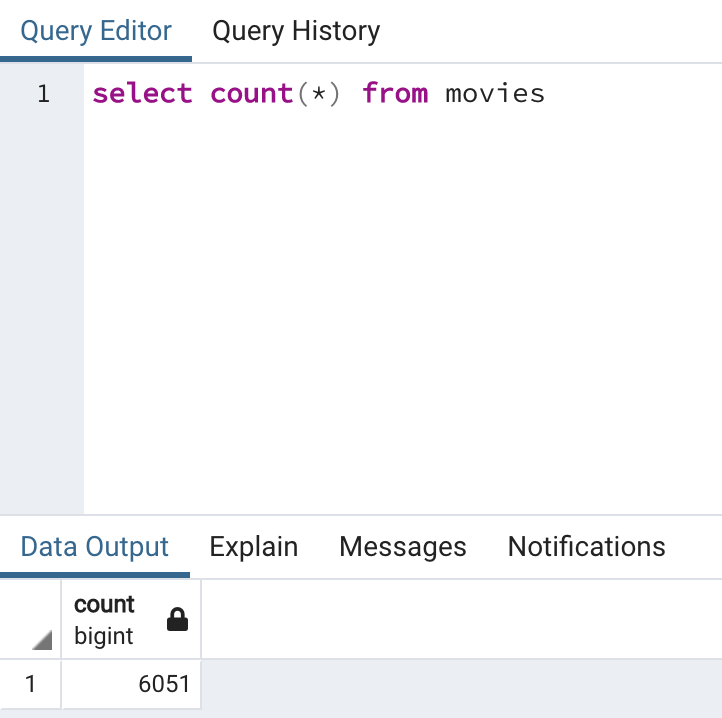 Query Editor Query History
1 select count(*) from movies
Data Output Explain Messages Notifications
count
bigint
1 6051